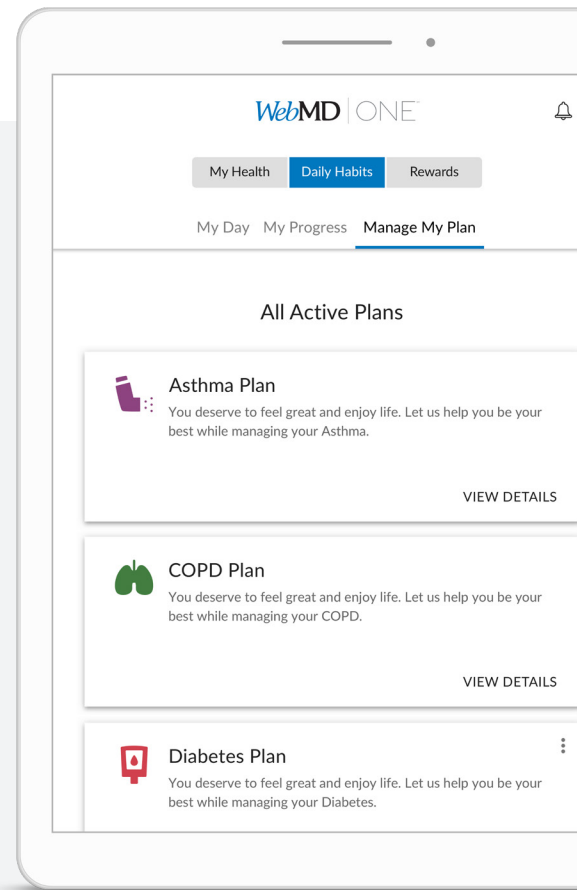 WebMD ONE
My Health Daily Habits Rewards
My Day My Progress Manage My Plan
All Active Plans
Asthma Plan
You deserve to feel great and enjoy life. Let us help you be your
best while managing your Asthma.
VIEW DETAILS
COPD Plan
You deserve to feel great and enjoy life. Let us help you be your
best while managing your COPD.
VIEW DETAILS
Diabetes Plan
You deserve to feel great and enjoy life. Let us help you be your
best while managing your Diabetes.